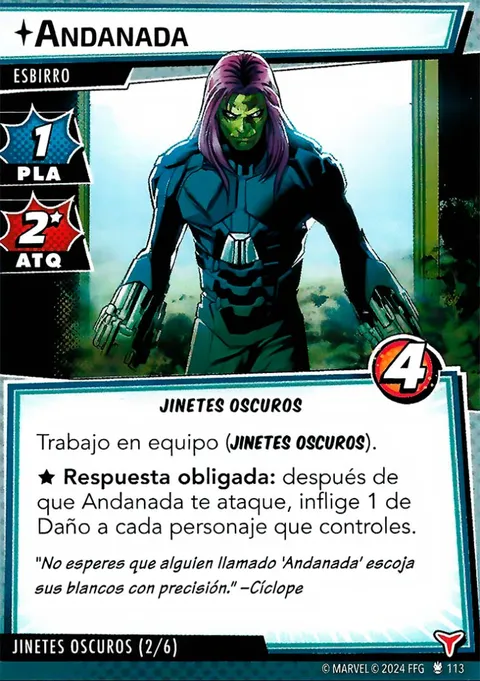 ANDANADA
ESBIRRO
1
PLA
2★
ATQ
4
JINETES OSCUROS
Trabajo en equipo (JINETES OSCUROS).
★ Respuesta obligada: después de
que Andanada te ataque, inflige 1 de
Daño a cada personaje que controles.
"No esperes que alguien llamado 'Andanada' escoja
sus blancos con precisión." –Cíclope
JINETES OSCUROS (2/6)
© MARVEL © 2024 FFG 113